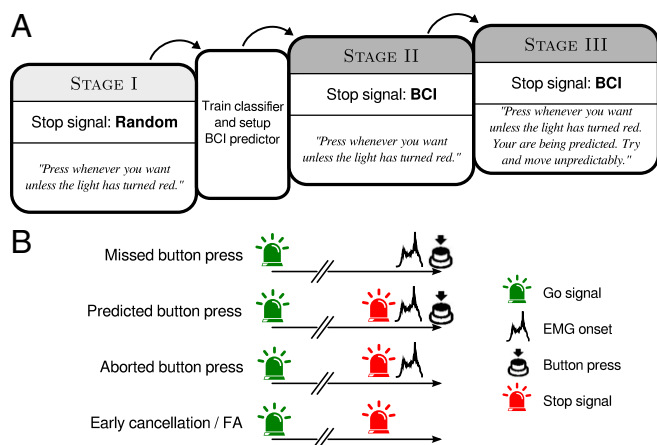 A
STAGE I
Stop signal: Random
"Press whenever you want
unless the light has turned red."
Train classifier
and setup
BCI predictor
STAGE II
Stop signal: BCI
"Press whenever you want
unless the light has turned red."
STAGE III
Stop signal: BCI
"Press whenever you want
unless the light has turned red.
Your are being predicted. Try
and move unpredictably."
B
Missed button press
Predicted button press
Aborted button press
Early cancellation / FA
Go signal
EMG onset
Button press
Stop signal